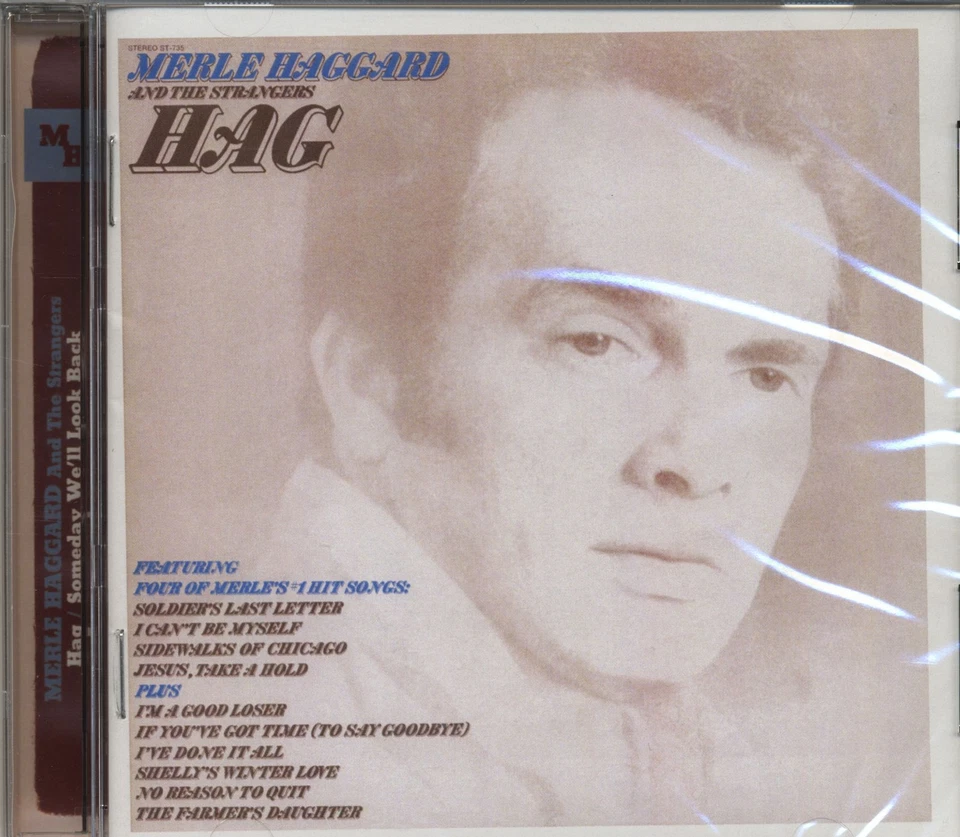 STEREO ST-735
MERLE HAGGARD
AND THE STRANGERS
HAG
FEATURING
FOUR OF MERLE'S #1 HIT SONGS:
SOLDIER'S LAST LETTER
I CAN'T BE MYSELF
SIDEWALKS OF CHICAGO
JESUS, TAKE A HOLD
PLUS
I'M A GOOD LOSER
IF YOU'VE GOT TIME (TO SAY GOODBYE)
I'VE DONE IT ALL
SHELLY'S WINTER LOVE
NO REASON TO QUIT
THE FARMER'S DAUGHTER
MH
MERLE HAGGARD And The Strangers
Hag / Someday We'll Look Back